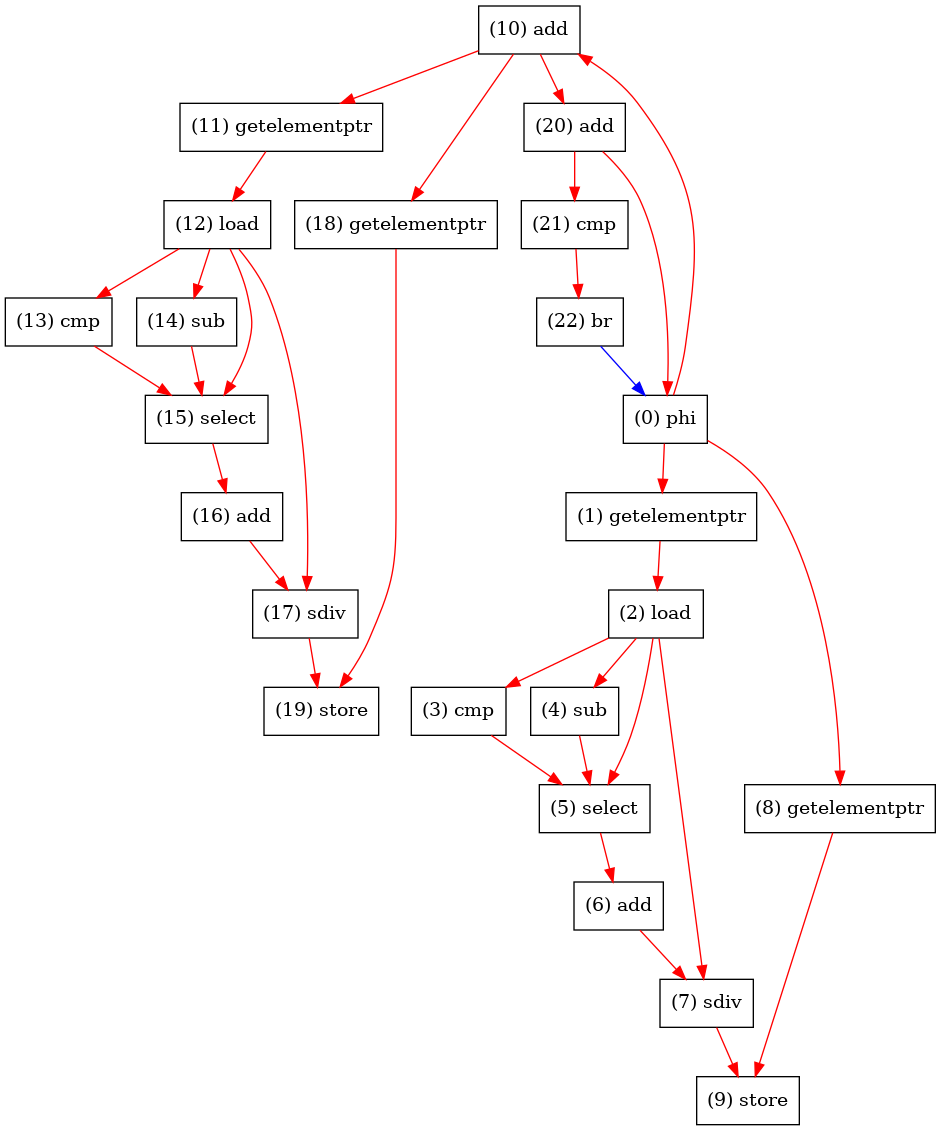 (10) add
(11) getelementptr
(20) add
(12) load
(18) getelementptr
(21) cmp
(13) cmp
(14) sub
(22) br
(15) select
(0) phi
(16) add
(1) getelementptr
(17) sdiv
(2) load
(19) store
(3) cmp
(4) sub
(5) select
(8) getelementptr
(6) add
(7) sdiv
(9) store